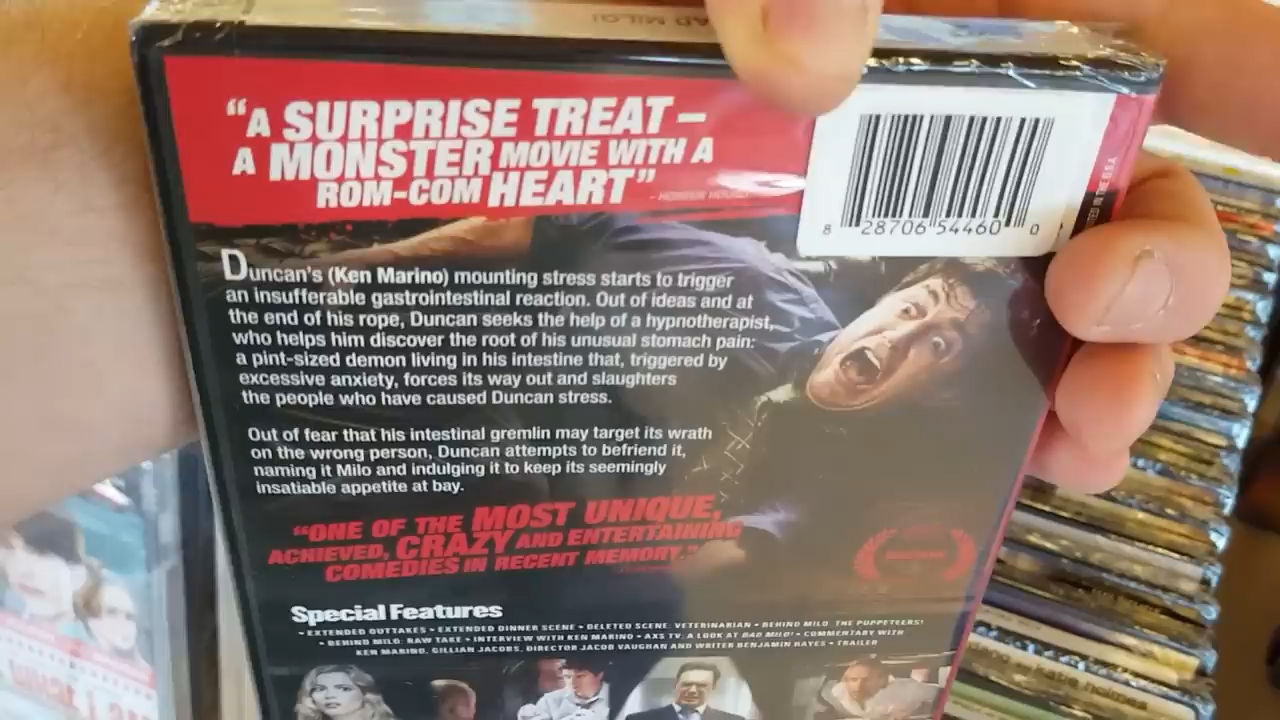 BAD MILO!
"A SURPRISE TREAT –
A MONSTER MOVIE WITH A
ROM-COM HEART"
8 28706 54460 0
Duncan's (Ken Marino) mounting stress starts to trigger
an insufferable gastrointestinal reaction. Out of ideas and at
the end of his rope, Duncan seeks the help of a hypnotherapist,
who helps him discover the root of his unusual stomach pain:
a pint-sized demon living in his intestine that, triggered by
excessive anxiety, forces its way out and slaughters
the people who have caused Duncan stress.
Out of fear that his intestinal gremlin may target its wrath
on the wrong person, Duncan attempts to befriend it,
naming it Milo and indulging it to keep its seemingly
insatiable appetite at bay.
"ONE OF THE MOST UNIQUE,
ACHIEVED, CRAZY AND ENTERTAINING
COMEDIES IN RECENT MEMORY."
Special Features
• EXTENDED OUTTAKES • EXTENDED DINNER SCENE • DELETED SCENE: VETERINARIAN • BEHIND MILO: THE PUPPETEERS!
• BEHIND MILO: RAW TAKE • INTERVIEW WITH KEN MARINO • AXS TV: A LOOK AT BAD MILO! • COMMENTARY WITH
KEN MARINO, GILLIAN JACOBS, DIRECTOR JACOB VAUGHAN AND WRITER BENJAMIN HAYES • TRAILER